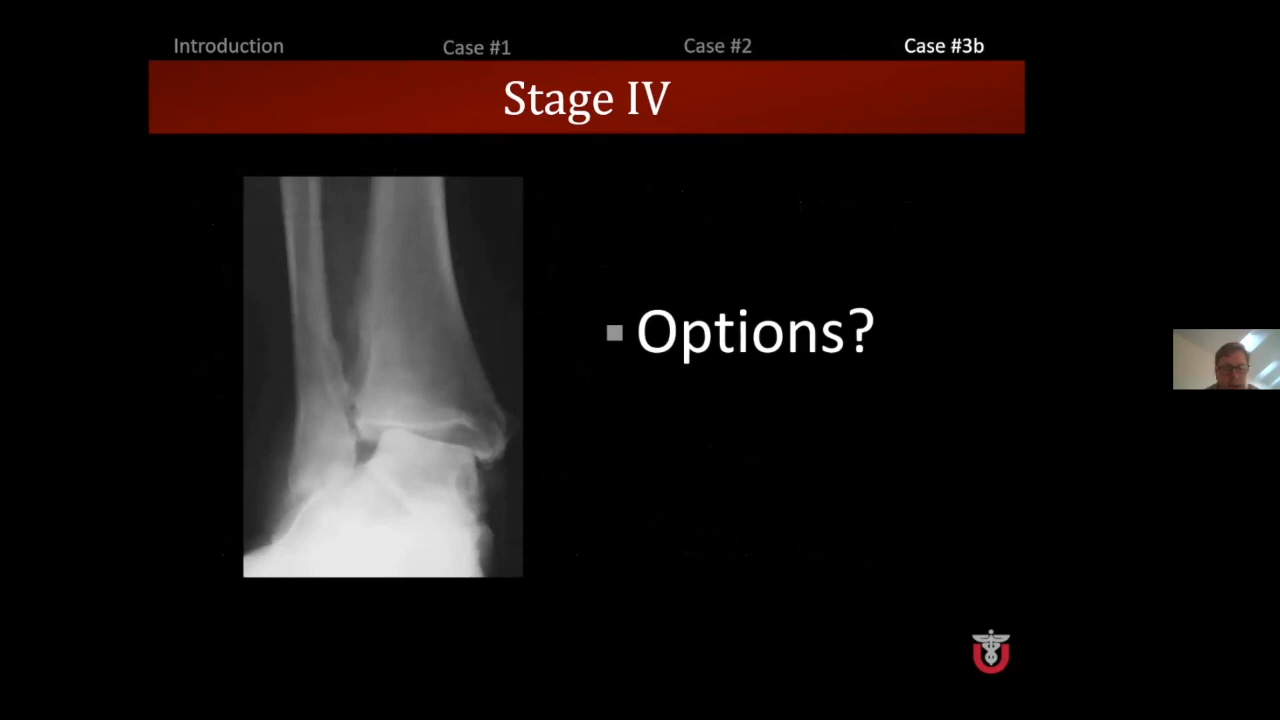 Introduction
Case #1
Case #2
Case #3b
Stage IV
Options?